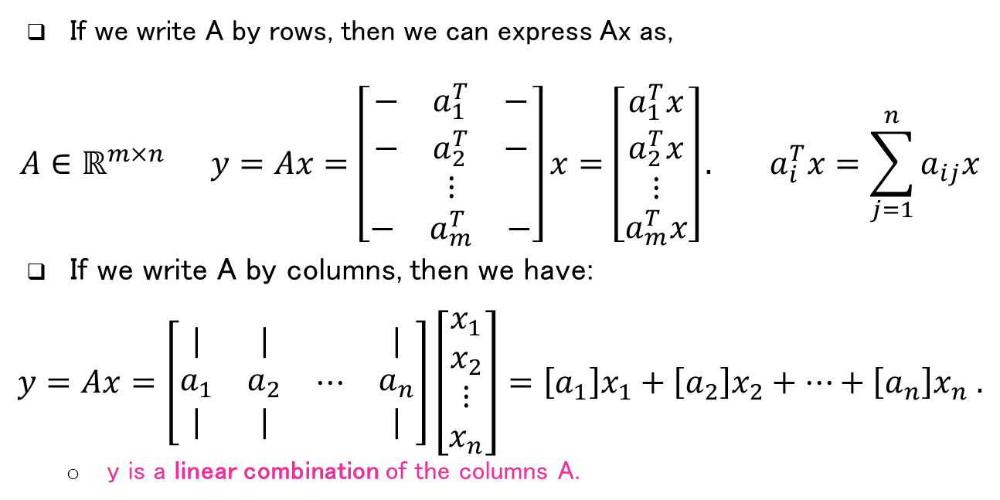 ❑ If we write A by rows, then we can express Ax as,
$A \in \mathbb{R}^{m \times n} \quad y = Ax = \begin{bmatrix} - & a_1^T & - \\ - & a_2^T & - \\ & \vdots & \\ - & a_m^T & - \end{bmatrix} x = \begin{bmatrix} a_1^T x \\ a_2^T x \\ \vdots \\ a_m^T x \end{bmatrix}. \quad a_i^T x = \sum_{j=1}^{n} a_{ij} x$
❑ If we write A by columns, then we have:
$y = Ax = \begin{bmatrix} | & | & & | \\ a_1 & a_2 & \cdots & a_n \\ | & | & & | \end{bmatrix} \begin{bmatrix} x_1 \\ x_2 \\ \vdots \\ x_n \end{bmatrix} = [a_1]x_1 + [a_2]x_2 + \cdots + [a_n]x_n .$
○ y is a linear combination of the columns A.